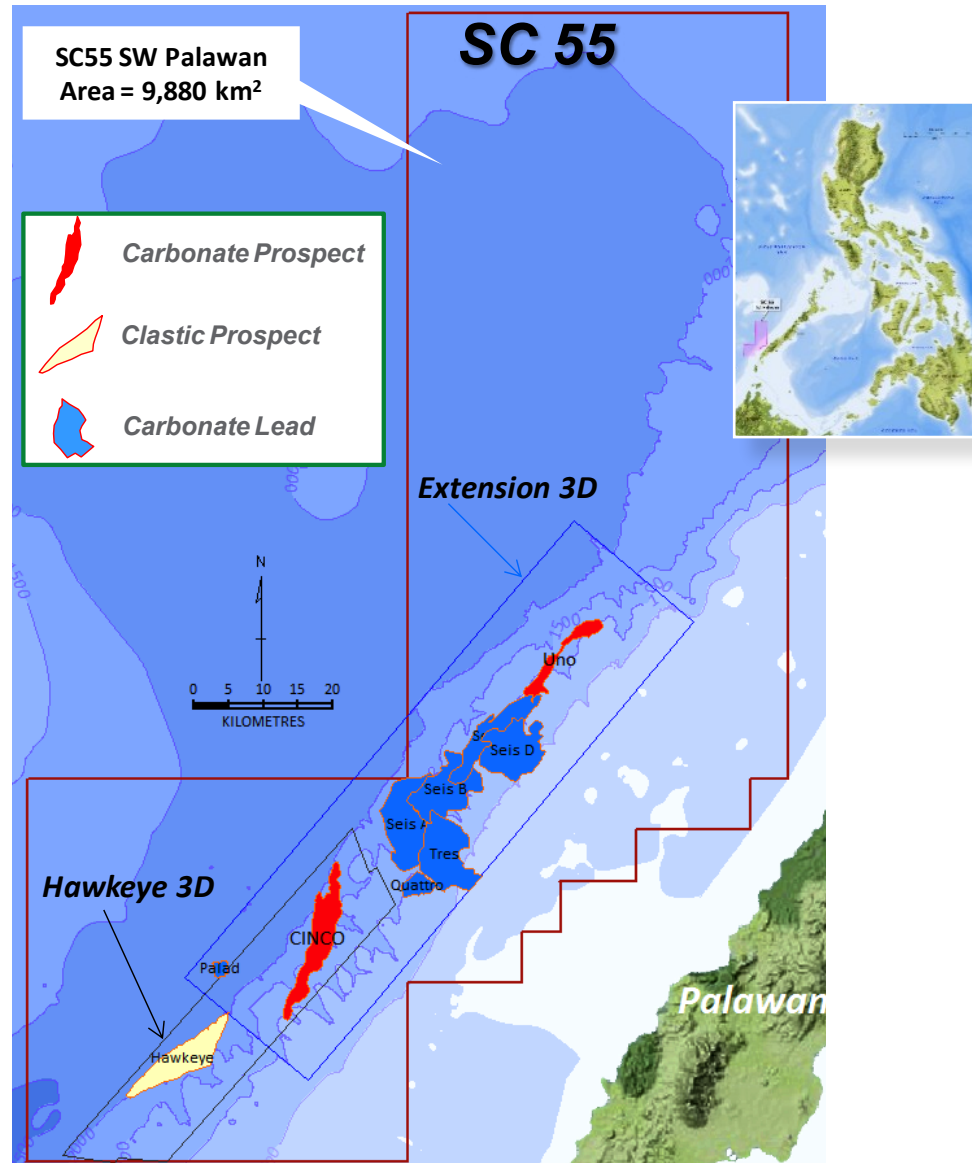 SC 55
SC55 SW Palawan
Area = 9,880 km²
Carbonate Prospect
Clastic Prospect
Carbonate Lead
Extension 3D
N
0 5 10 15 20
KILOMETRES
1500
Uno
Seis D
Seis B
Seis A
Tres
Quattro
Hawkeye 3D
CINCO
Palad
Hawkeye
Palawan